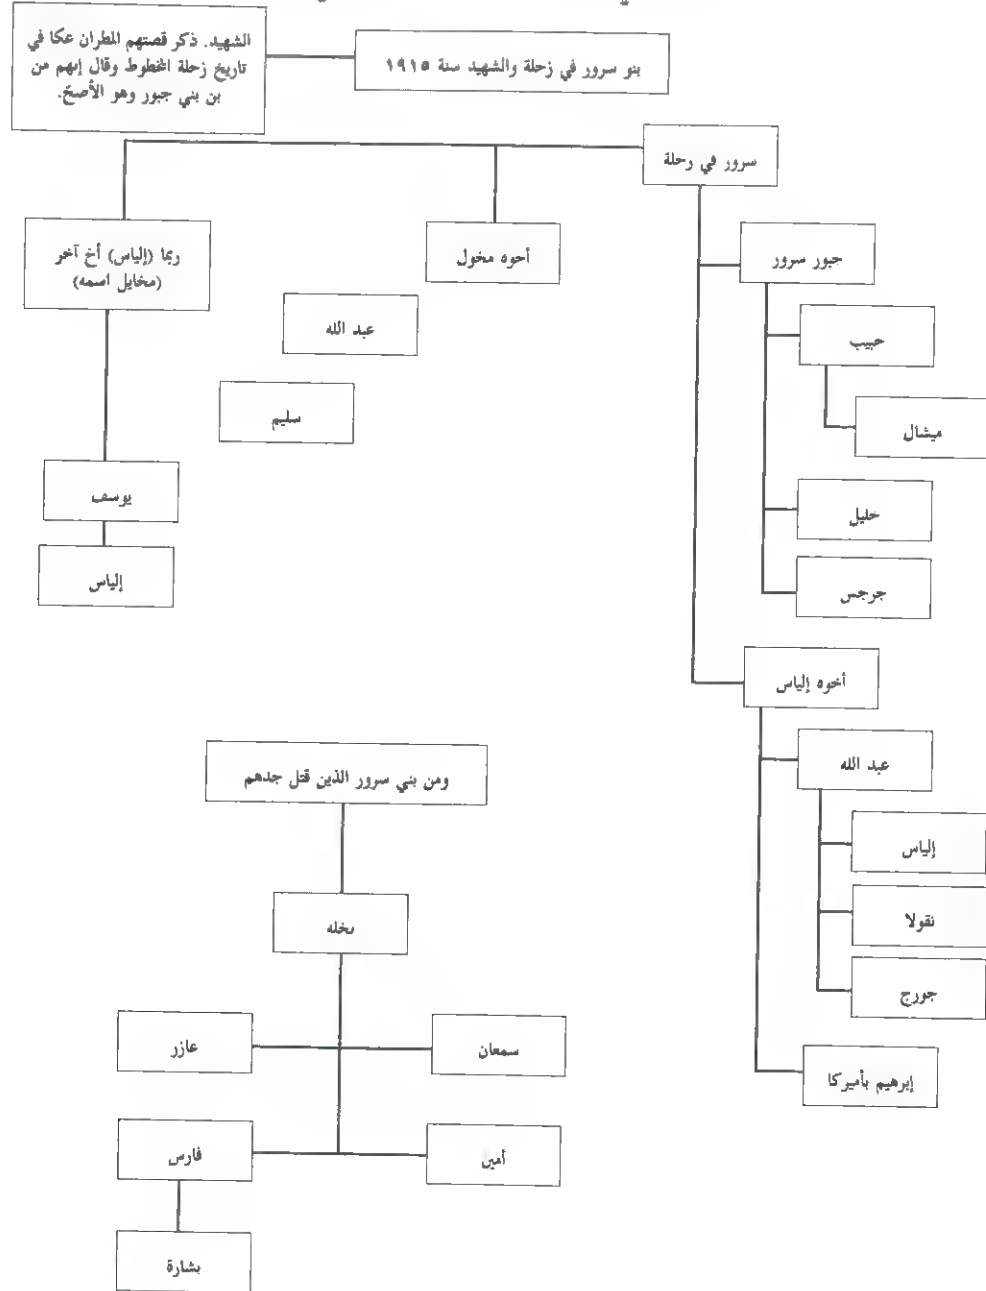 بنو سرور في زحلة والشهيد سنة ١٩١٥
الشهيد. ذكر قصتهم المطران عكا في
تاريخ زحلة المخطوط وقال إنهم من
بن بني جبور وهو الأصحّ.
سرور في رحلة
جبور سرور
حبيب
ميشال
خليل
جرجس
أخوه إلياس
عبد الله
إلياس
نقولا
جورج
إبرهيم بأميركا
أخوه مخول
عبد الله
سليم
ربما (إلياس) أخ آخر
(مخايل اسمه)
يوسف
إلياس
ومن بني سرور الذين قتل جدهم
نخله
سمعان
عازر
أمين
فارس
بشارة